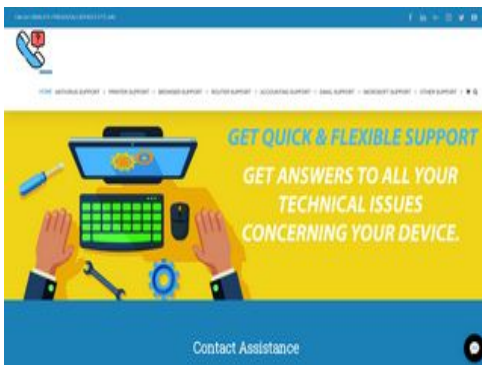 HOME ANTIVIRUS SUPPORT PRINTER SUPPORT BROWSER SUPPORT ROUTER SUPPORT ACCOUNTING SUPPORT EMAIL SUPPORT MICROSOFT SUPPORT OTHER SUPPORT
GET QUICK & FLEXIBLE SUPPORT
GET ANSWERS TO ALL YOUR
TECHNICAL ISSUES
CONCERNING YOUR DEVICE.
Contact Assistance